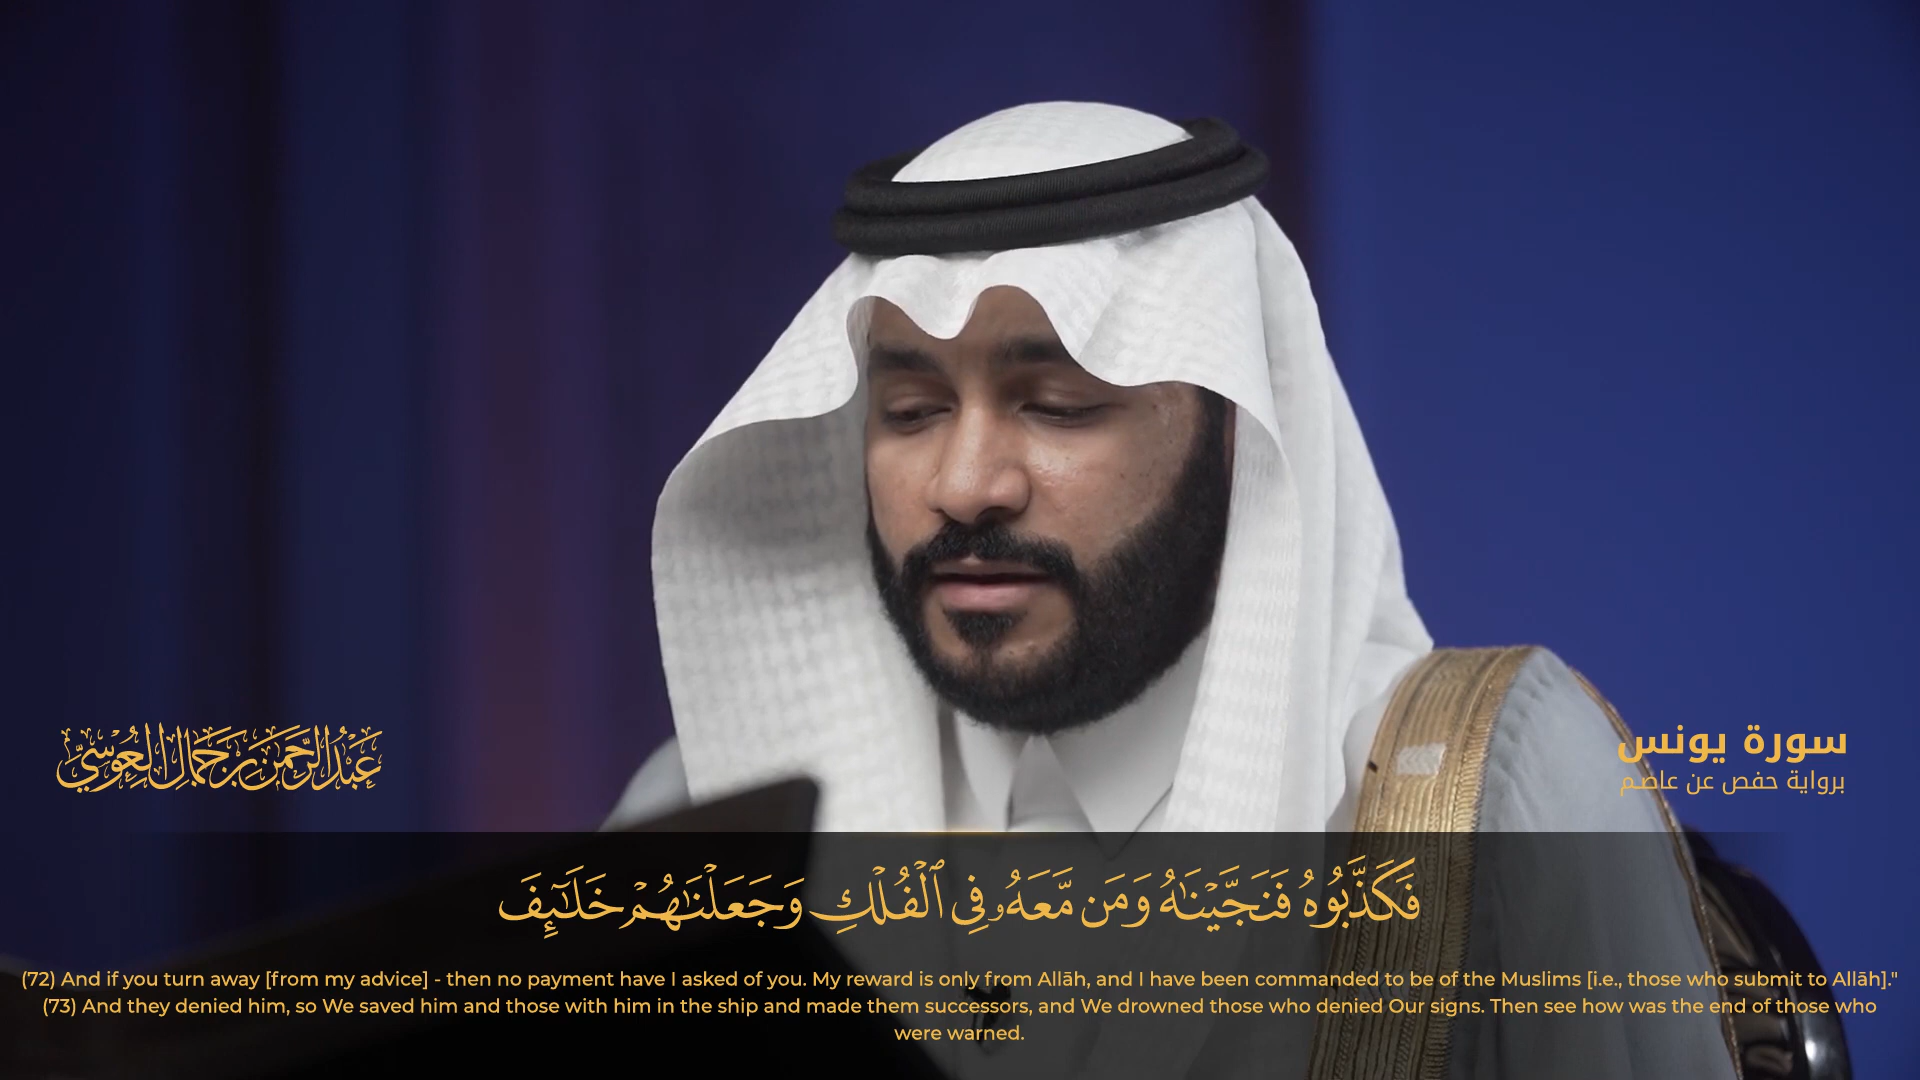 عَبْدُ الرَّحْمَن بن جَمَال العُوسِيّ
سورة يونس
برواية حفص عن عاصم
فَكَذَّبُوهُ فَنَجَّيْنَـٰهُ وَمَن مَّعَهُۥ فِى ٱلْفُلْكِ وَجَعَلْنَـٰهُمْ خَلَـٰٓئِفَ
(72) And if you turn away [from my advice] - then no payment have I asked of you. My reward is only from Allāh, and I have been commanded to be of the Muslims [i.e., those who submit to Allāh]."
(73) And they denied him, so We saved him and those with him in the ship and made them successors, and We drowned those who denied Our signs. Then see how was the end of those who
were warned.